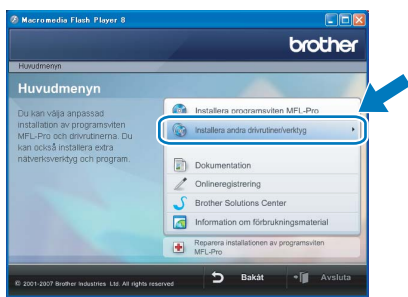 Macromedia Flash Player 8
brother
Huvudmenyn
Huvudmenyn
Du kan välja anpassad
installation av programsviten
MFL-Pro och drivrutinerna. Du
kan också installera extra
nätverksverktyg och program.
Installera programsviten MFL-Pro
Installera andra drivrutiner/verktyg
Dokumentation
Onlineregistrering
Brother Solutions Center
Information om förbrukningsmaterial
Reparera installationen av programsviten
MFL-Pro
© 2001-2007 Brother Industries Ltd. All rights reserved
Bakåt
Avsluta